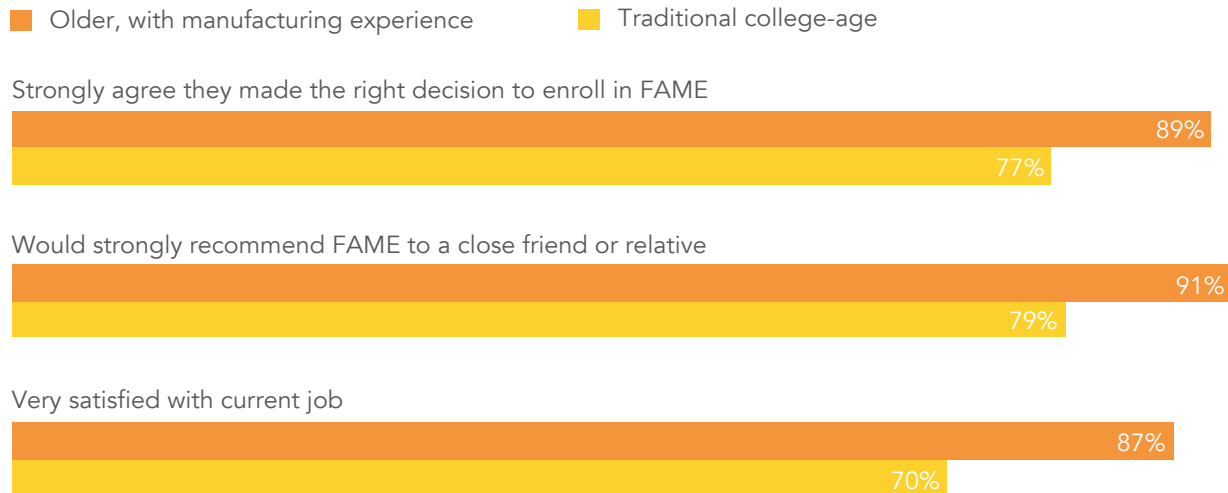 Older, with manufacturing experience
Traditional college-age
Strongly agree they made the right decision to enroll in FAME
89%
77%
Would strongly recommend FAME to a close friend or relative
91%
79%
Very satisfied with current job
87%
70%